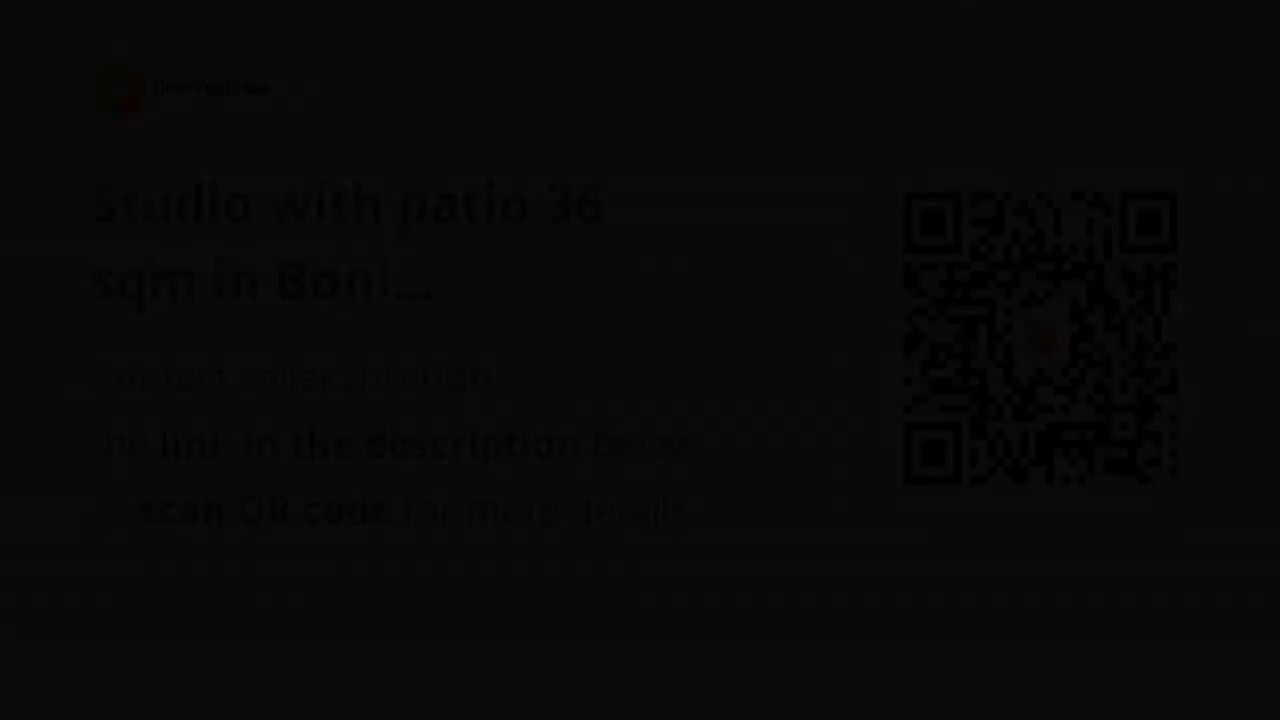 Studio with patio 36
sqm in Boni...
Contact seller through
the link in the description below
or scan QR code for more details